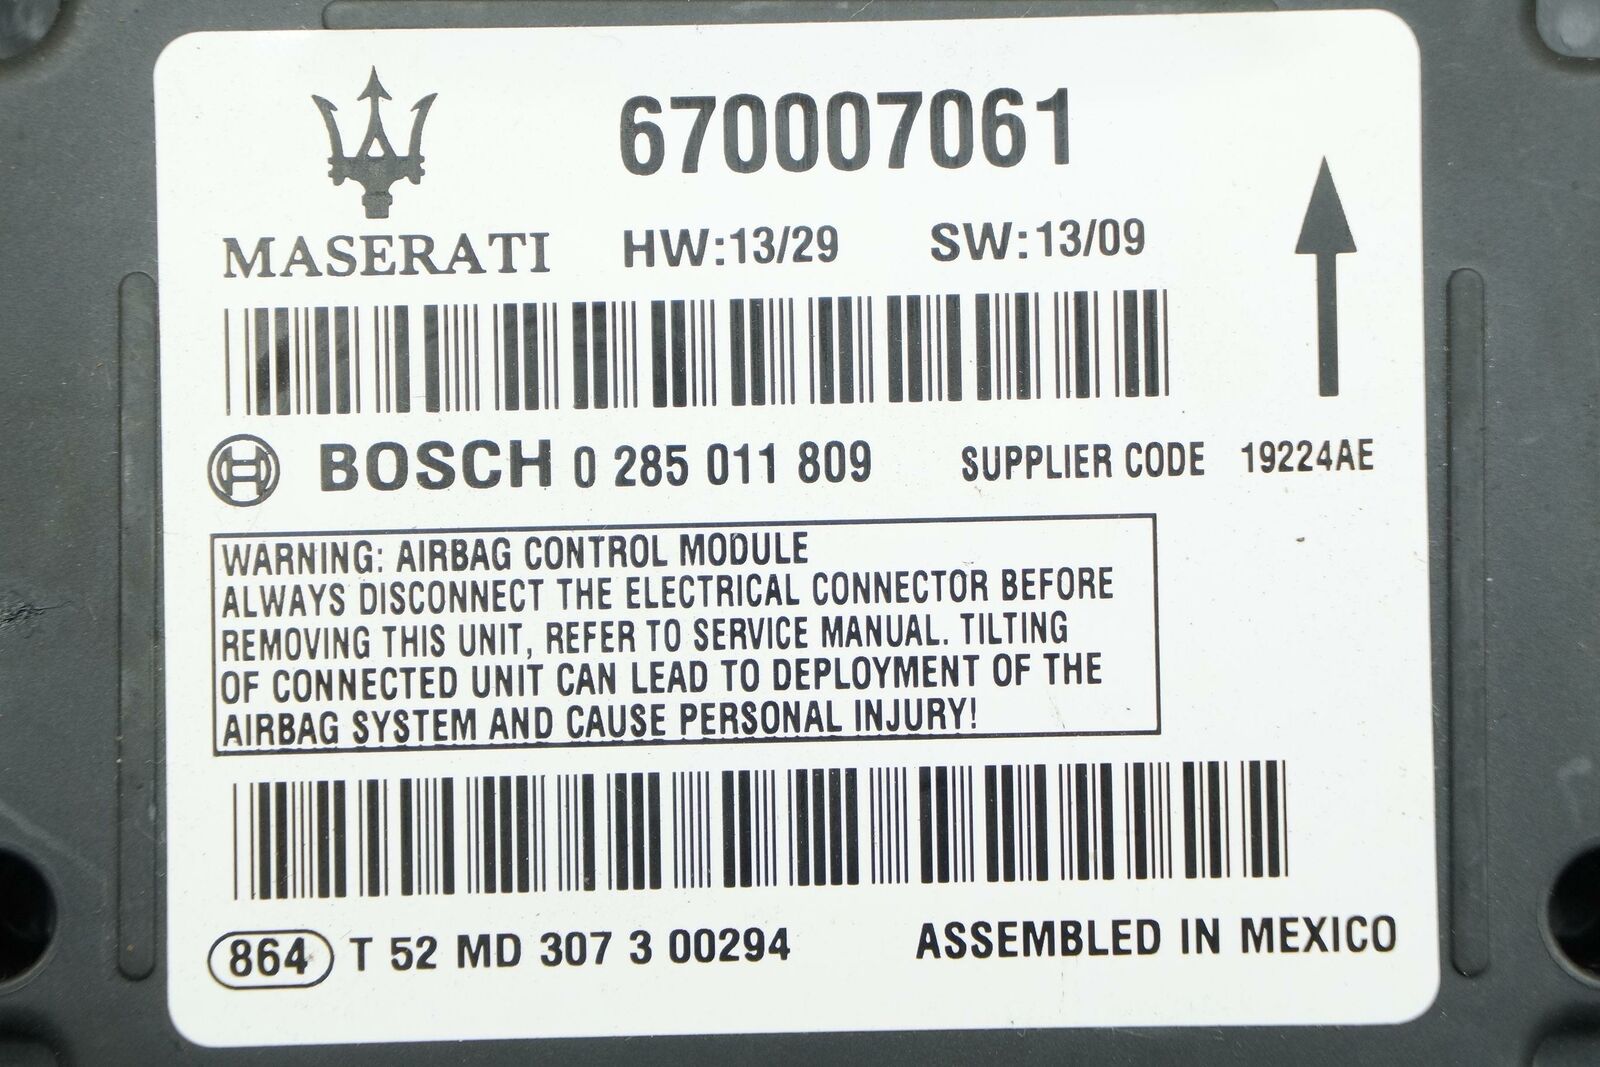 670007061
MASERATI HW:13/29 SW:13/09
BOSCH 0 285 011 809 SUPPLIER CODE 19224AE
WARNING: AIRBAG CONTROL MODULE
ALWAYS DISCONNECT THE ELECTRICAL CONNECTOR BEFORE
REMOVING THIS UNIT, REFER TO SERVICE MANUAL. TILTING
OF CONNECTED UNIT CAN LEAD TO DEPLOYMENT OF THE
AIRBAG SYSTEM AND CAUSE PERSONAL INJURY!
864 T 52 MD 307 3 00294 ASSEMBLED IN MEXICO